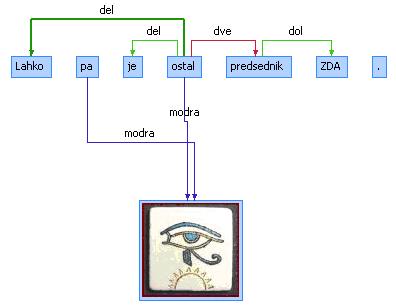 del
del dve dol
Lahko pa je ostal predsednik ZDA .
modra
modra